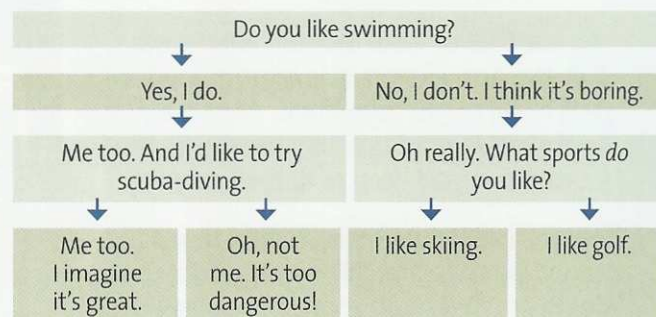 Do you like swimming?
Yes, I do.
No, I don't. I think it's boring.
Me too. And I'd like to try
scuba-diving.
Oh really. What sports do
you like?
Me too.
I imagine
it's great.
Oh, not
me. It's too
dangerous!
I like skiing.
I like golf.